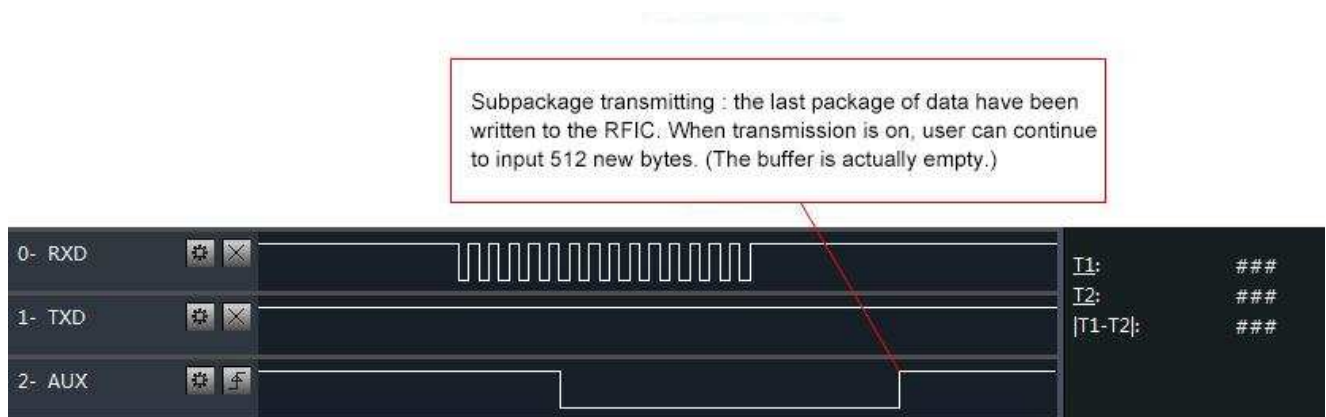 Subpackage transmitting : the last package of data have been
written to the RFIC. When transmission is on, user can continue
to input 512 new bytes. (The buffer is actually empty.)
0- RXD
T1: ###
1- TXD
T2: ###
|T1-T2|: ###
2- AUX